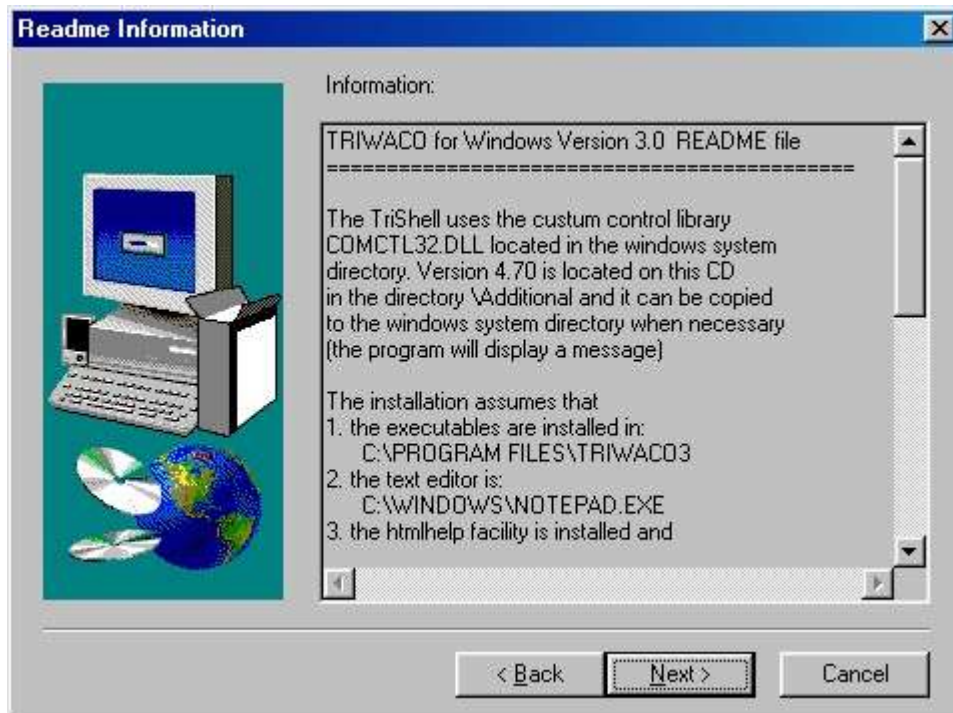 Readme Information
Information:
TRIWACO for Windows Version 3.0 README file
============================================
The TriShell uses the custum control library
COMCTL32.DLL located in the windows system
directory. Version 4.70 is located on this CD
in the directory \Additional and it can be copied
to the windows system directory when necessary
(the program will display a message)
The installation assumes that
1. the executables are installed in:
C:\PROGRAM FILES\TRIWACO3
2. the text editor is:
C:\WINDOWS\NOTEPAD.EXE
3. the htmlhelp facility is installed and
< Back
Next >
Cancel